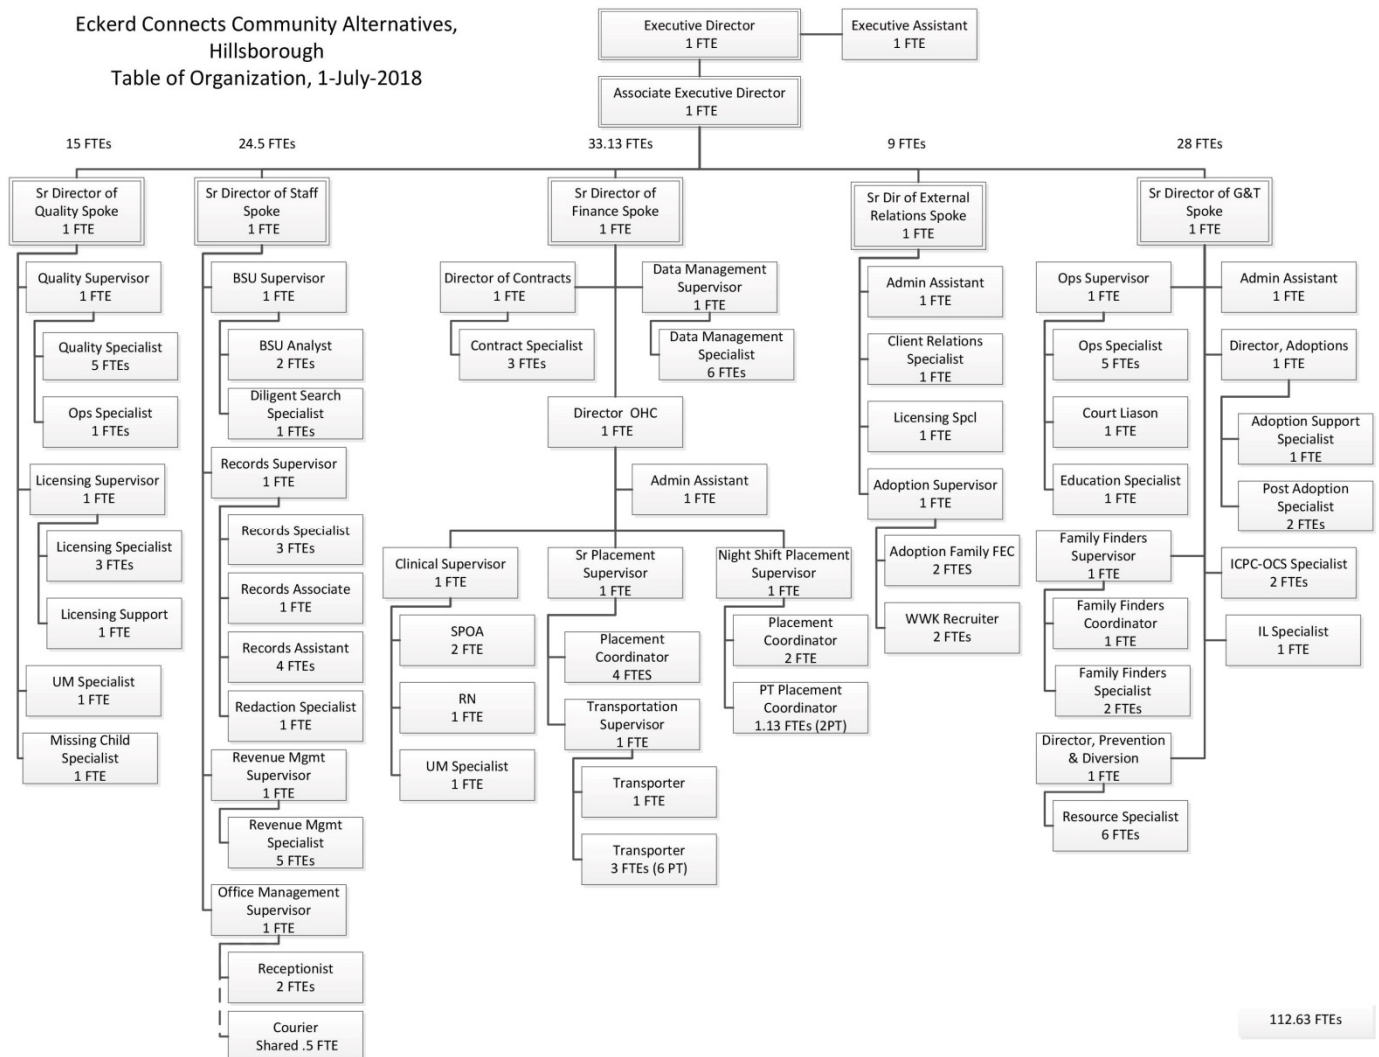 Eckerd Connects Community Alternatives,
Hillsborough
Table of Organization, 1-July-2018
Executive Director
1 FTE
Executive Assistant
1 FTE
Associate Executive Director
1 FTE
15 FTEs
24.5 FTEs
33.13 FTEs
9 FTEs
28 FTEs
Sr Director of
Quality Spoke
1 FTE
Quality Supervisor
1 FTE
Quality Specialist
5 FTEs
Ops Specialist
1 FTEs
Licensing Supervisor
1 FTE
Licensing Specialist
3 FTEs
Licensing Support
1 FTE
UM Specialist
1 FTE
Missing Child
Specialist
1 FTE
Sr Director of Staff
Spoke
1 FTE
BSU Supervisor
1 FTE
BSU Analyst
2 FTEs
Diligent Search
Specialist
1 FTEs
Records Supervisor
1 FTE
Records Specialist
3 FTEs
Records Associate
1 FTE
Records Assistant
4 FTEs
Redaction Specialist
1 FTE
Revenue Mgmt
Supervisor
1 FTE
Revenue Mgmt
Specialist
5 FTEs
Office Management
Supervisor
1 FTE
Receptionist
2 FTEs
Courier
Shared .5 FTE
Sr Director of
Finance Spoke
1 FTE
Director of Contracts
1 FTE
Contract Specialist
3 FTEs
Data Management
Supervisor
1 FTE
Data Management
Specialist
6 FTEs
Director  OHC
1 FTE
Admin Assistant
1 FTE
Clinical Supervisor
1 FTE
SPOA
2 FTE
RN
1 FTE
UM Specialist
1 FTE
Sr Placement
Supervisor
1 FTE
Placement
Coordinator
4 FTES
Transportation
Supervisor
1 FTE
Transporter
1 FTE
Transporter
3 FTEs (6 PT)
Night Shift Placement
Supervisor
1 FTE
Placement
Coordinator
2 FTE
PT Placement
Coordinator
1.13 FTEs (2PT)
Sr Dir of External
Relations Spoke
1 FTE
Admin Assistant
1 FTE
Client Relations
Specialist
1 FTE
Licensing Spcl
1 FTE
Adoption Supervisor
1 FTE
Adoption Family FEC
2 FTES
WWK Recruiter
2 FTEs
Sr Director of G&T
Spoke
1 FTE
Ops Supervisor
1 FTE
Ops Specialist
5 FTEs
Court Liason
1 FTE
Education Specialist
1 FTE
Family Finders
Supervisor
1 FTE
Family Finders
Coordinator
1 FTE
Family Finders
Specialist
2 FTEs
Director, Prevention
& Diversion
1 FTE
Resource Specialist
6 FTEs
Admin Assistant
1 FTE
Director, Adoptions
1 FTE
Adoption Support
Specialist
1 FTE
Post Adoption
Specialist
2 FTEs
ICPC-OCS Specialist
2 FTEs
IL Specialist
1 FTE
112.63 FTEs